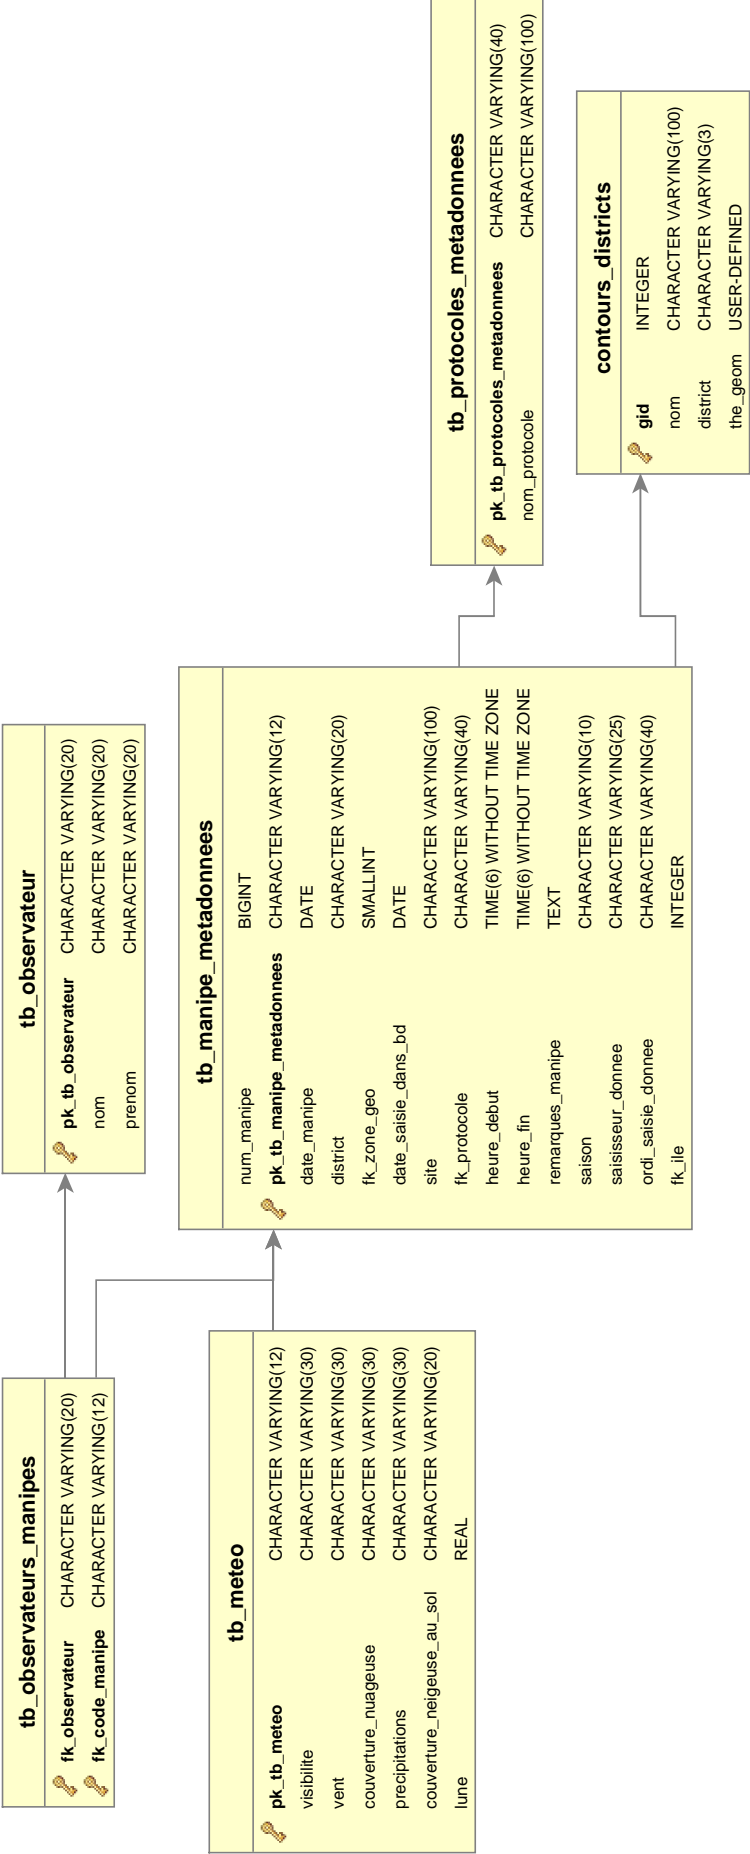 tb_observateurs_manipes
fk_observateur CHARACTER VARYING(20)
fk_code_manipe CHARACTER VARYING(12)
tb_observateur
pk_tb_observateur CHARACTER VARYING(20)
nom CHARACTER VARYING(20)
prenom CHARACTER VARYING(20)
tb_meteo
pk_tb_meteo CHARACTER VARYING(12)
visibilite CHARACTER VARYING(30)
vent CHARACTER VARYING(30)
couverture_nuageuse CHARACTER VARYING(30)
precipitations CHARACTER VARYING(30)
couverture_neigeuse_au_sol CHARACTER VARYING(20)
lune REAL
tb_manipe_metadonnees
num_manipe BIGINT
pk_tb_manipe_metadonnees CHARACTER VARYING(12)
date_manipe DATE
district CHARACTER VARYING(20)
fk_zone_geo SMALLINT
date_saisie_dans_bd DATE
site CHARACTER VARYING(100)
fk_protocole CHARACTER VARYING(40)
heure_debut TIME(6) WITHOUT TIME ZONE
heure_fin TIME(6) WITHOUT TIME ZONE
remarques_manipe TEXT
saison CHARACTER VARYING(10)
saisisseur_donnee CHARACTER VARYING(25)
ordi_saisie_donnee CHARACTER VARYING(40)
fk_ile INTEGER
tb_protocoles_metadonnees
pk_tb_protocoles_metadonnees CHARACTER VARYING(40)
nom_protocole CHARACTER VARYING(100)
contours_districts
gid INTEGER
nom CHARACTER VARYING(100)
district CHARACTER VARYING(3)
the_geom USER-DEFINED